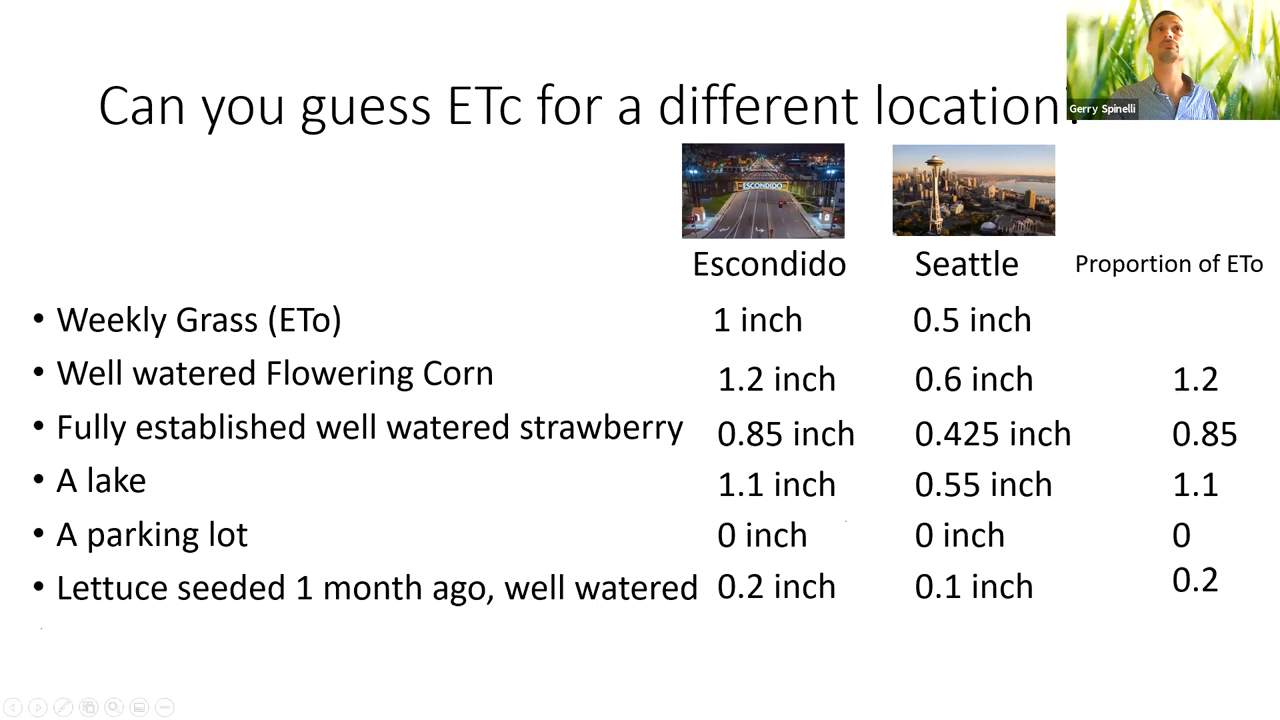 Can you guess ETc for a different location?
Gerry Spinelli
ESCONDIDO
Escondido Seattle Proportion of ETo
• Weekly Grass (ETo) 1 inch 0.5 inch
• Well watered Flowering Corn 1.2 inch 0.6 inch 1.2
• Fully established well watered strawberry 0.85 inch 0.425 inch 0.85
• A lake 1.1 inch 0.55 inch 1.1
• A parking lot 0 inch 0 inch 0
• Lettuce seeded 1 month ago, well watered 0.2 inch 0.1 inch 0.2